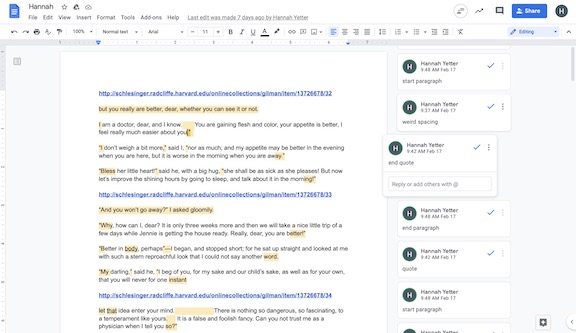 Hannah
File Edit View Insert Format Tools Add-ons Help Last edit was made 7 days ago by Hannah Yetter
H
Share
H
100% Normal text Arial 11 Editing
http://schlesinger.radcliffe.harvard.edu/onlinecollections/gilman/item/13726678/32
but you really are better, dear, whether you can see it or not.
I am a doctor, dear, and I know. You are gaining flesh and color, your appetite is better, I
feel really much easier about you."
"I don't weigh a bit more," said I, "nor as much; and my appetite may be better in the evening
when you are here, but it is worse in the morning when you are away."
"Bless her little heart!" said he, with a big hug, "she shall be as sick as she pleases! But now
let's improve the shining hours by going to sleep, and talk about it in the morning!"
http://schlesinger.radcliffe.harvard.edu/onlinecollections/gilman/item/13726678/33
"And you won't go away?" I asked gloomily.
"Why, how can I, dear? It is only three weeks more and then we will take a nice little trip of a
few days while Jennie is getting the house ready. Really, dear, you are better!"
"Better in body, perhaps"—I began, and stopped short; for he sat up straight and looked at me
with such a stern reproachful look that I could not say another word.
"My darling," said he, "I beg of you, for my sake and our child's sake, as well as for your own,
that you will never for one instant
http://schlesinger.radcliffe.harvard.edu/onlinecollections/gilman/item/13726678/34
let that idea enter your mind. There is nothing so dangerous, so fascinating, to
a temperament like yours. It is a false and foolish fancy. Can you not trust me as a
physician when I tell you so?"
H Hannah Yetter
9:48 AM Feb 17
start paragraph
H Hannah Yetter
9:37 AM Feb 17
weird spacing
H Hannah Yetter
9:42 AM Feb 17
end quote
Reply or add others with @
H Hannah Yetter
9:48 AM Feb 17
end paragraph
H Hannah Yetter
9:42 AM Feb 17
quote
H Hannah Yetter
9:48 AM Feb 17
start paragraph
H Hannah Yetter